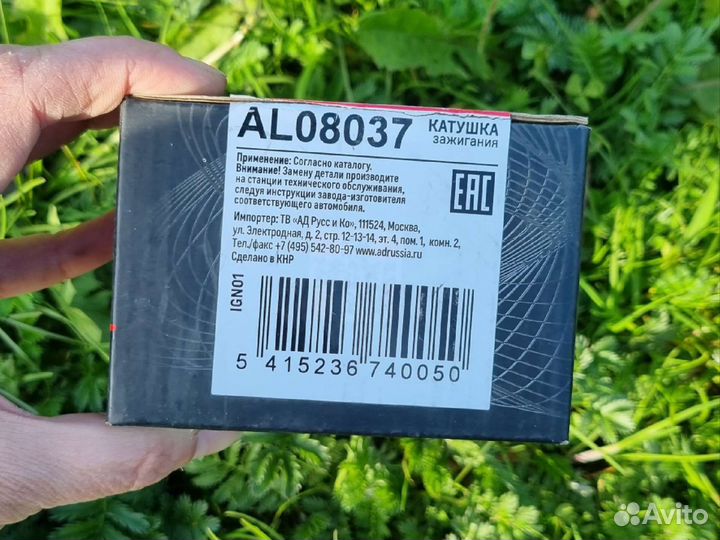 AL08037
КАТУШКА
зажигания
Применение: Согласно каталогу.
Внимание! Замену детали производите
на станции технического обслуживания,
следуя инструкции завода-изготовителя
соответствующего автомобиля.
EAC
Импортер: ТВ «АД Русс и Ко», 111524, Москва,
ул. Электродная, д. 2, стр. 12-13-14, эт. 4, пом. 1, комн. 2,
Тел./факс +7 (495) 542-80-97 www.adrussia.ru
Сделано в КНР
IGN01
5 415236 740050
Avito